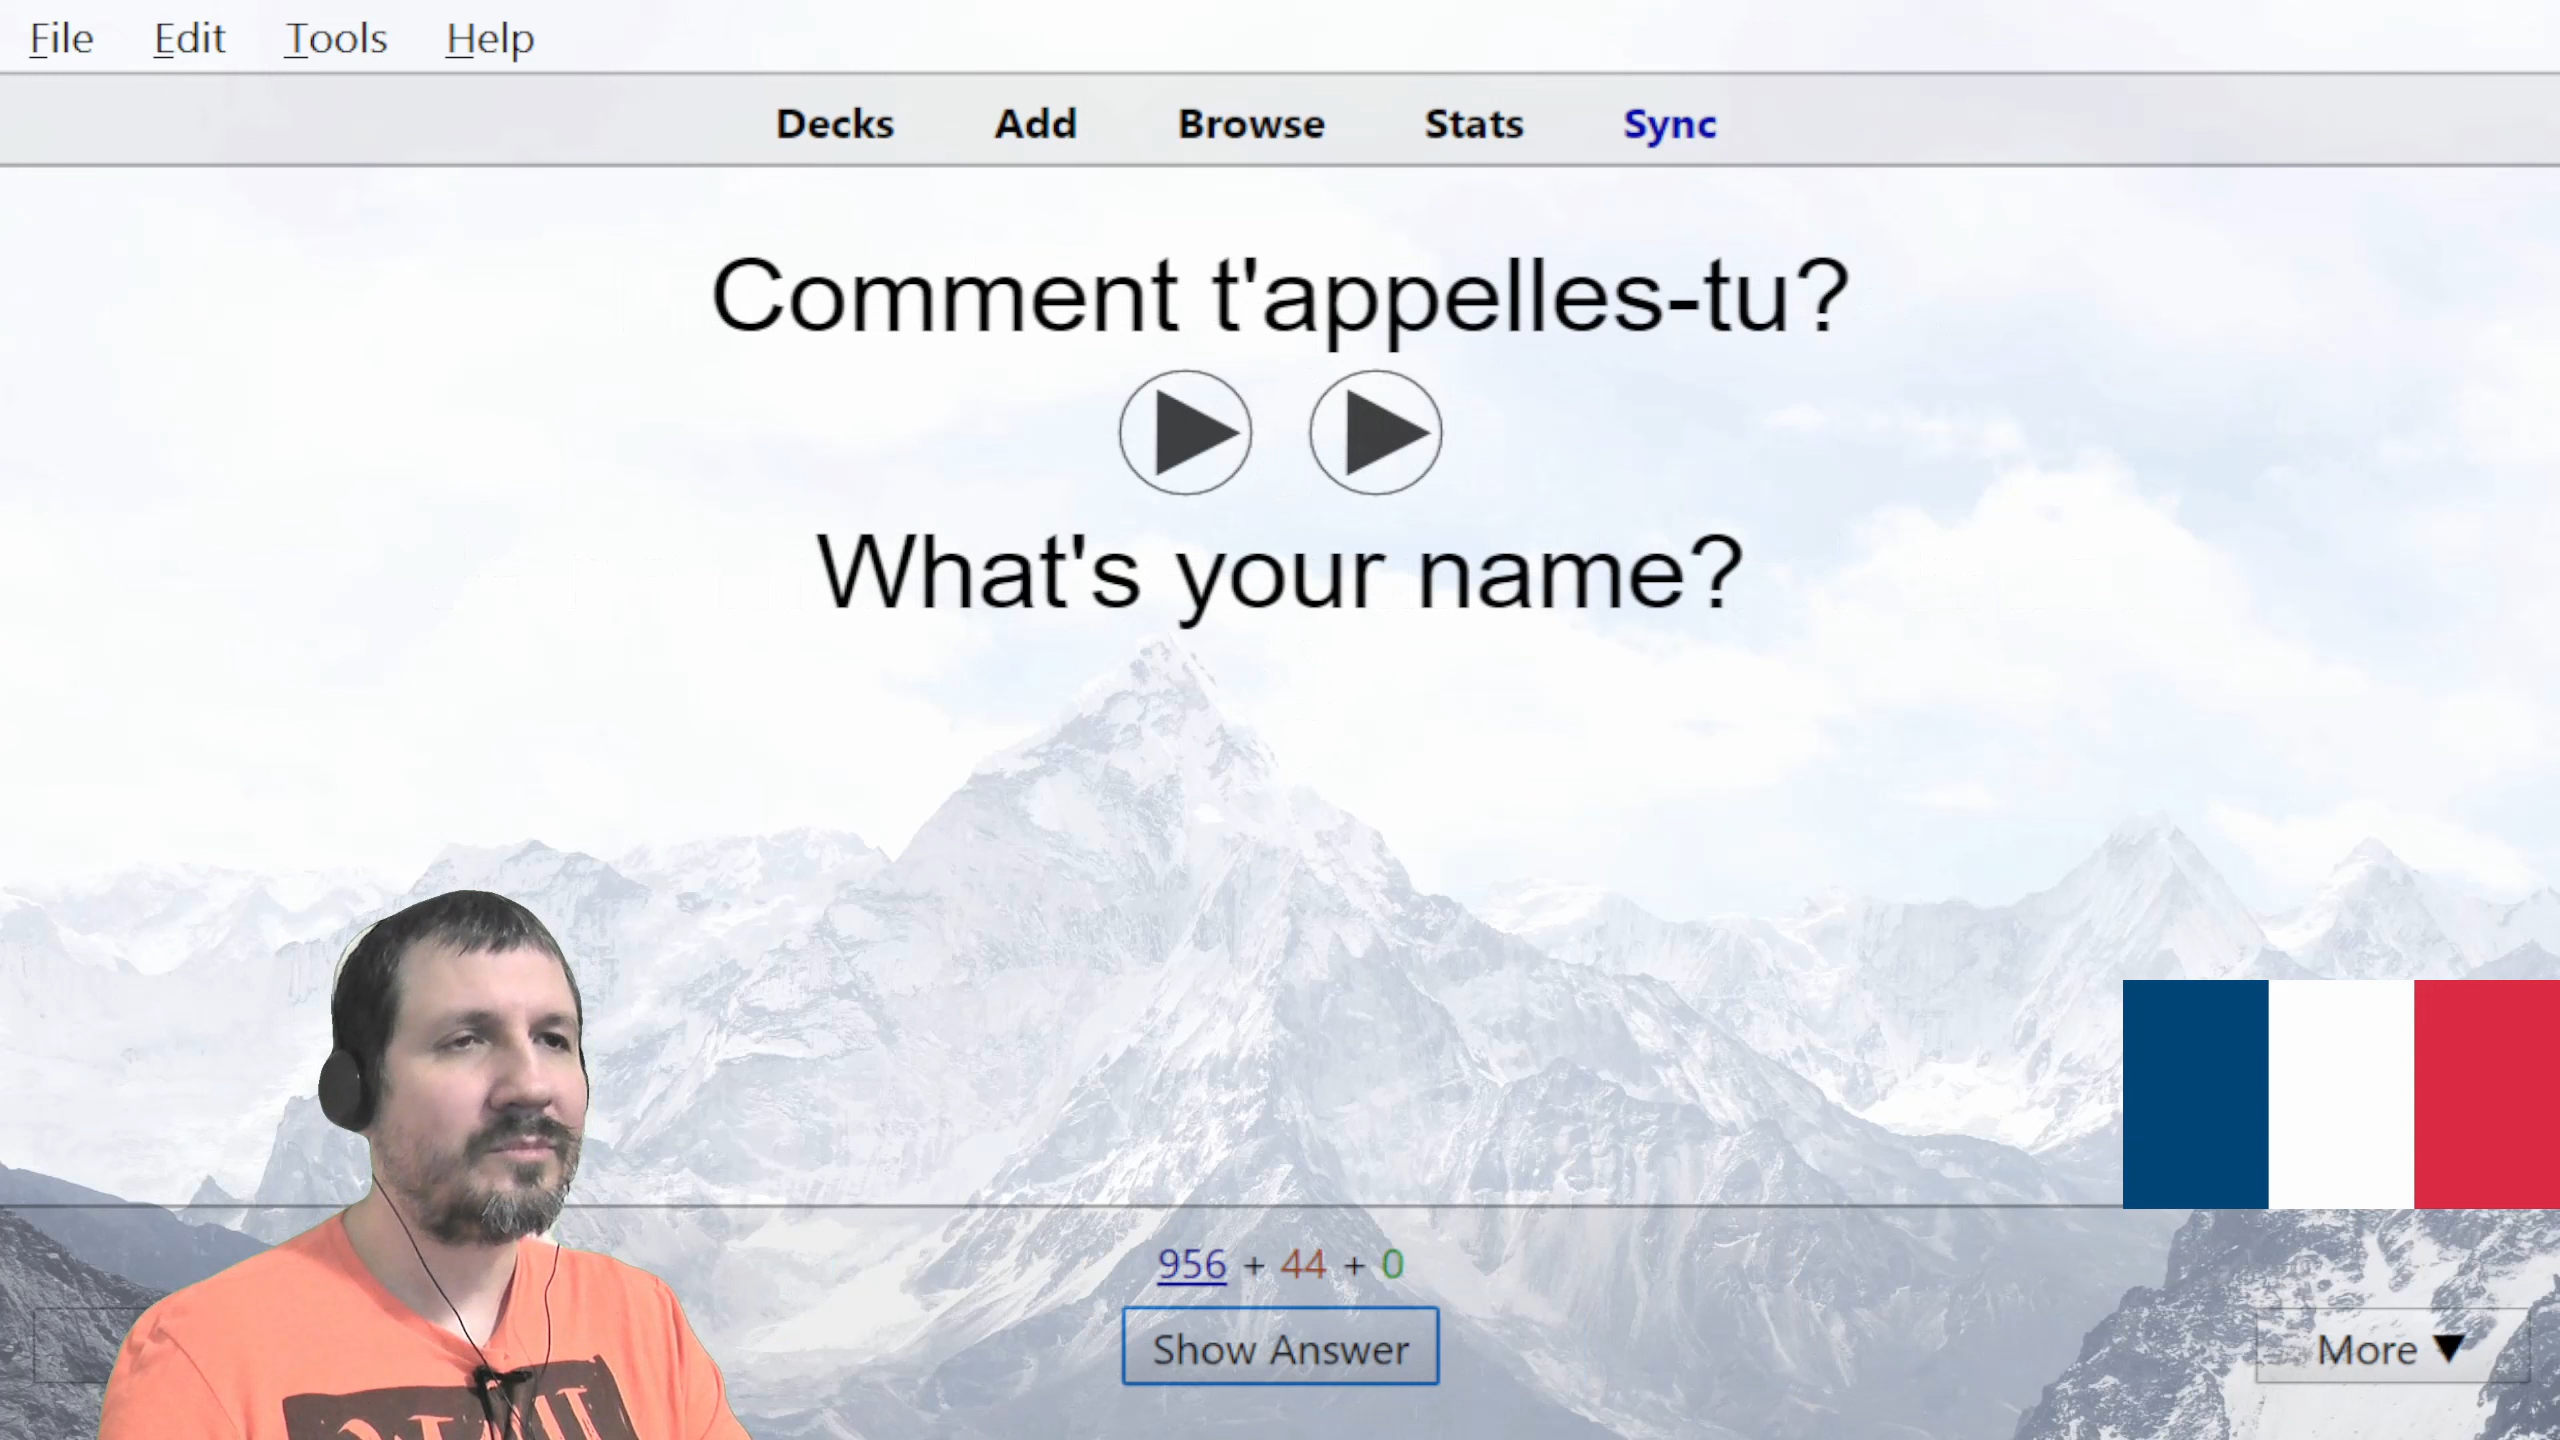 File Edit Tools Help
Decks Add Browse Stats Sync
Comment t'appelles-tu?
What's your name?
956 + 44 + 0
Show Answer
More ▼